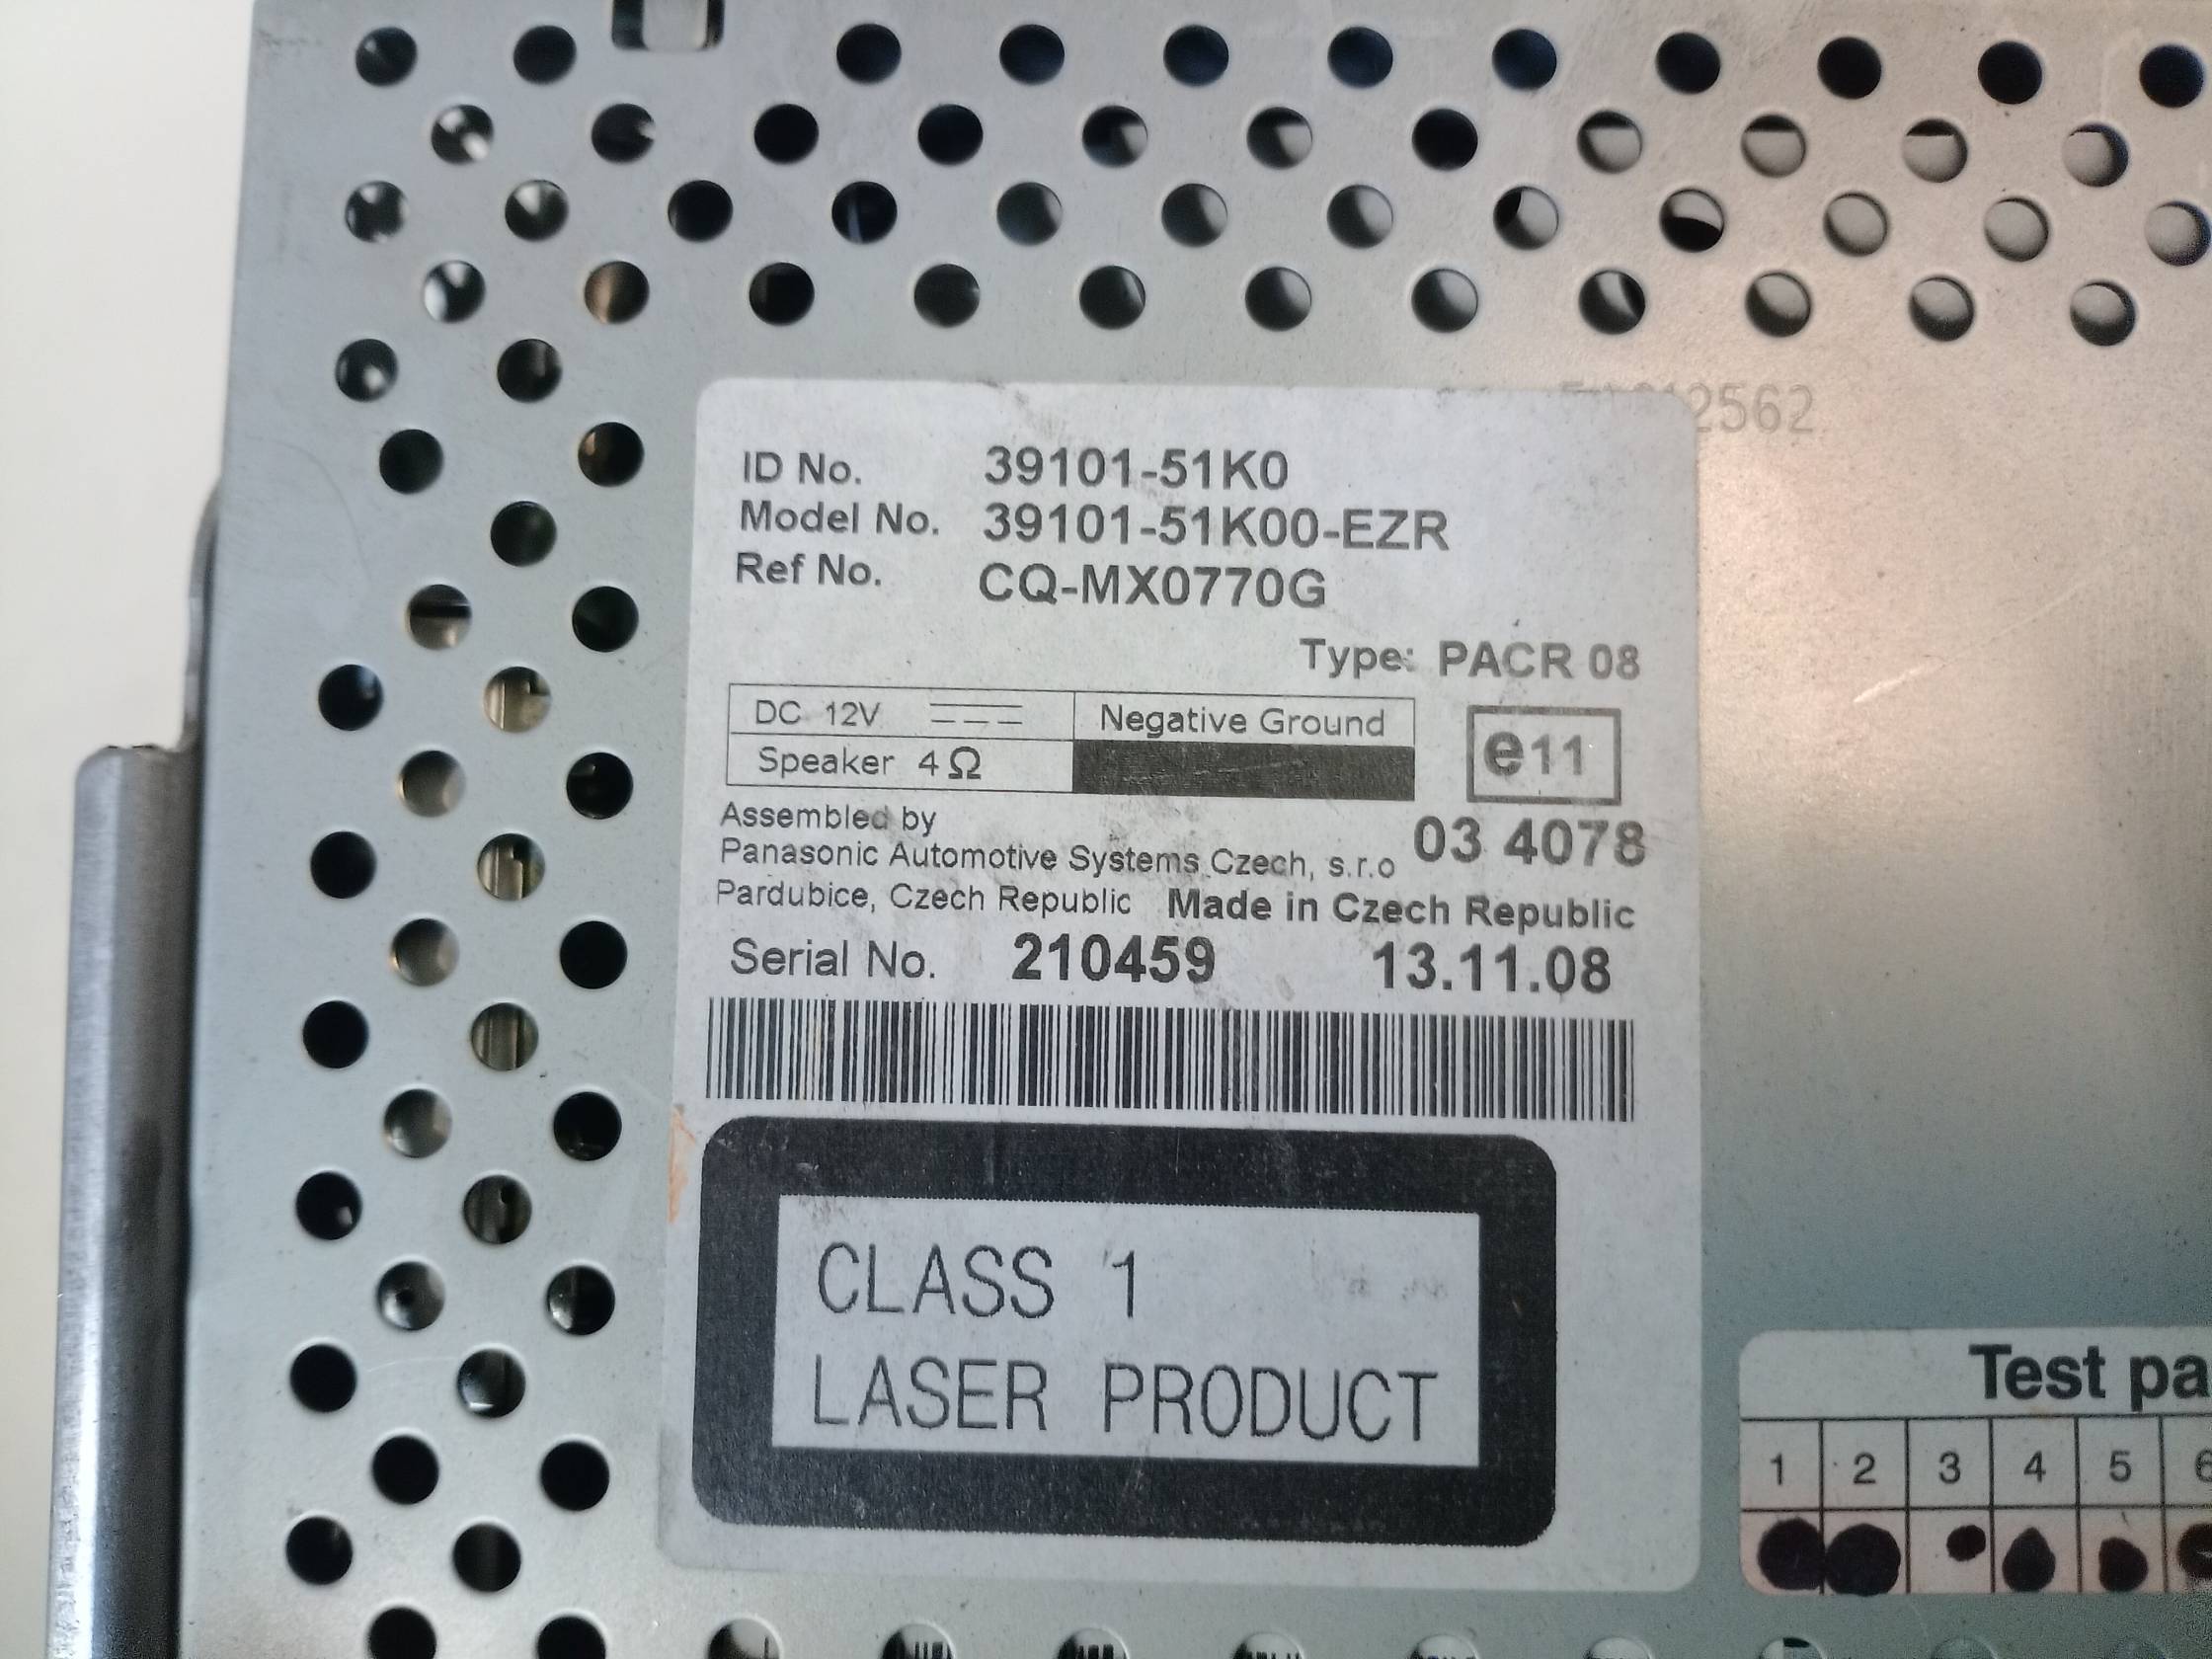 2562
ID No. 39101-51K0
Model No. 39101-51K00-EZR
Ref No. CQ-MX0770G
Type: PACR 08
DC 12V Negative Ground
Speaker 4Ω
e11
Assembled by
Panasonic Automotive Systems Czech, s.r.o 03 4078
Pardubice, Czech Republic Made in Czech Republic
Serial No. 210459 13.11.08
CLASS 1
LASER PRODUCT
Test pa
1 2 3 4 5 6